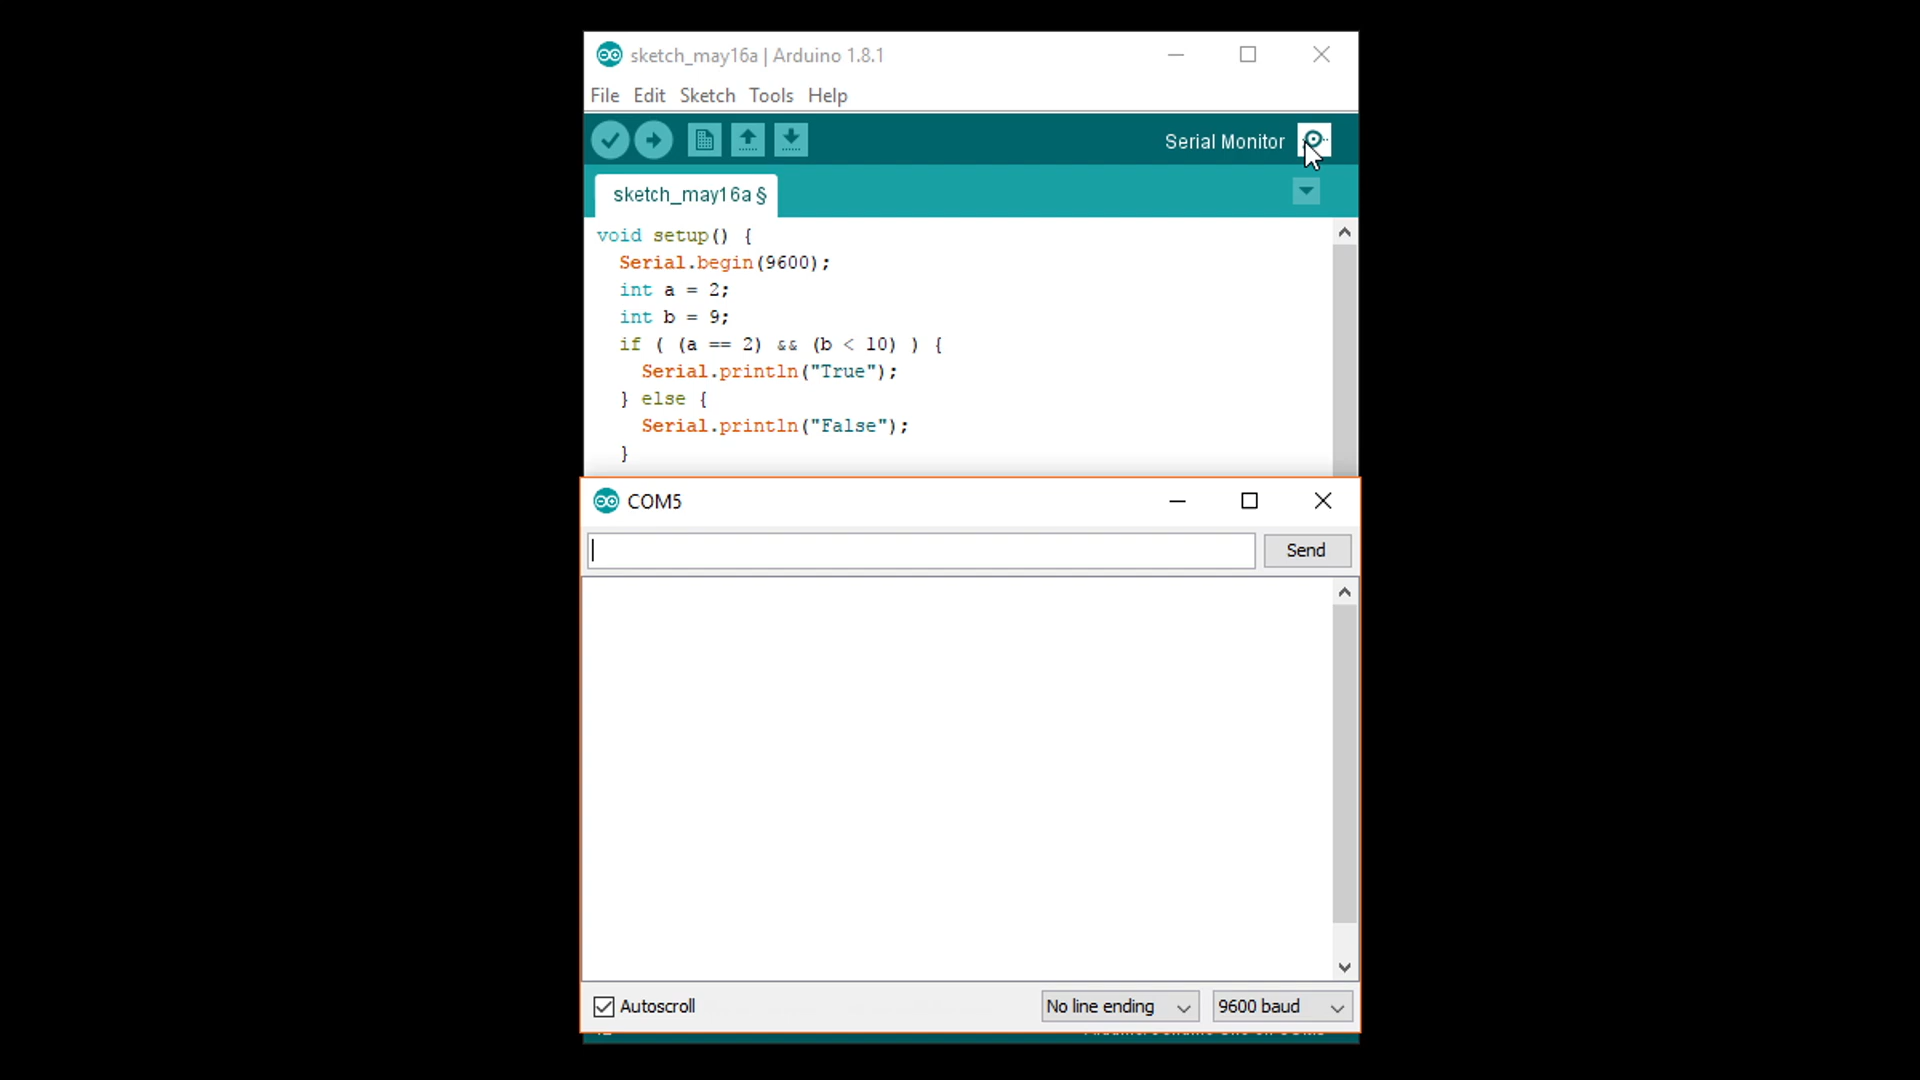 sketch_may16a | Arduino 1.8.1
File Edit Sketch Tools Help
Serial Monitor
sketch_may16a §
void setup() {
  Serial.begin(9600);
  int a = 2;
  int b = 9;
  if ( (a == 2) && (b < 10) ) {
    Serial.println("True");
  } else {
    Serial.println("False");
  }
COM5
Send
Autoscroll
No line ending
9600 baud